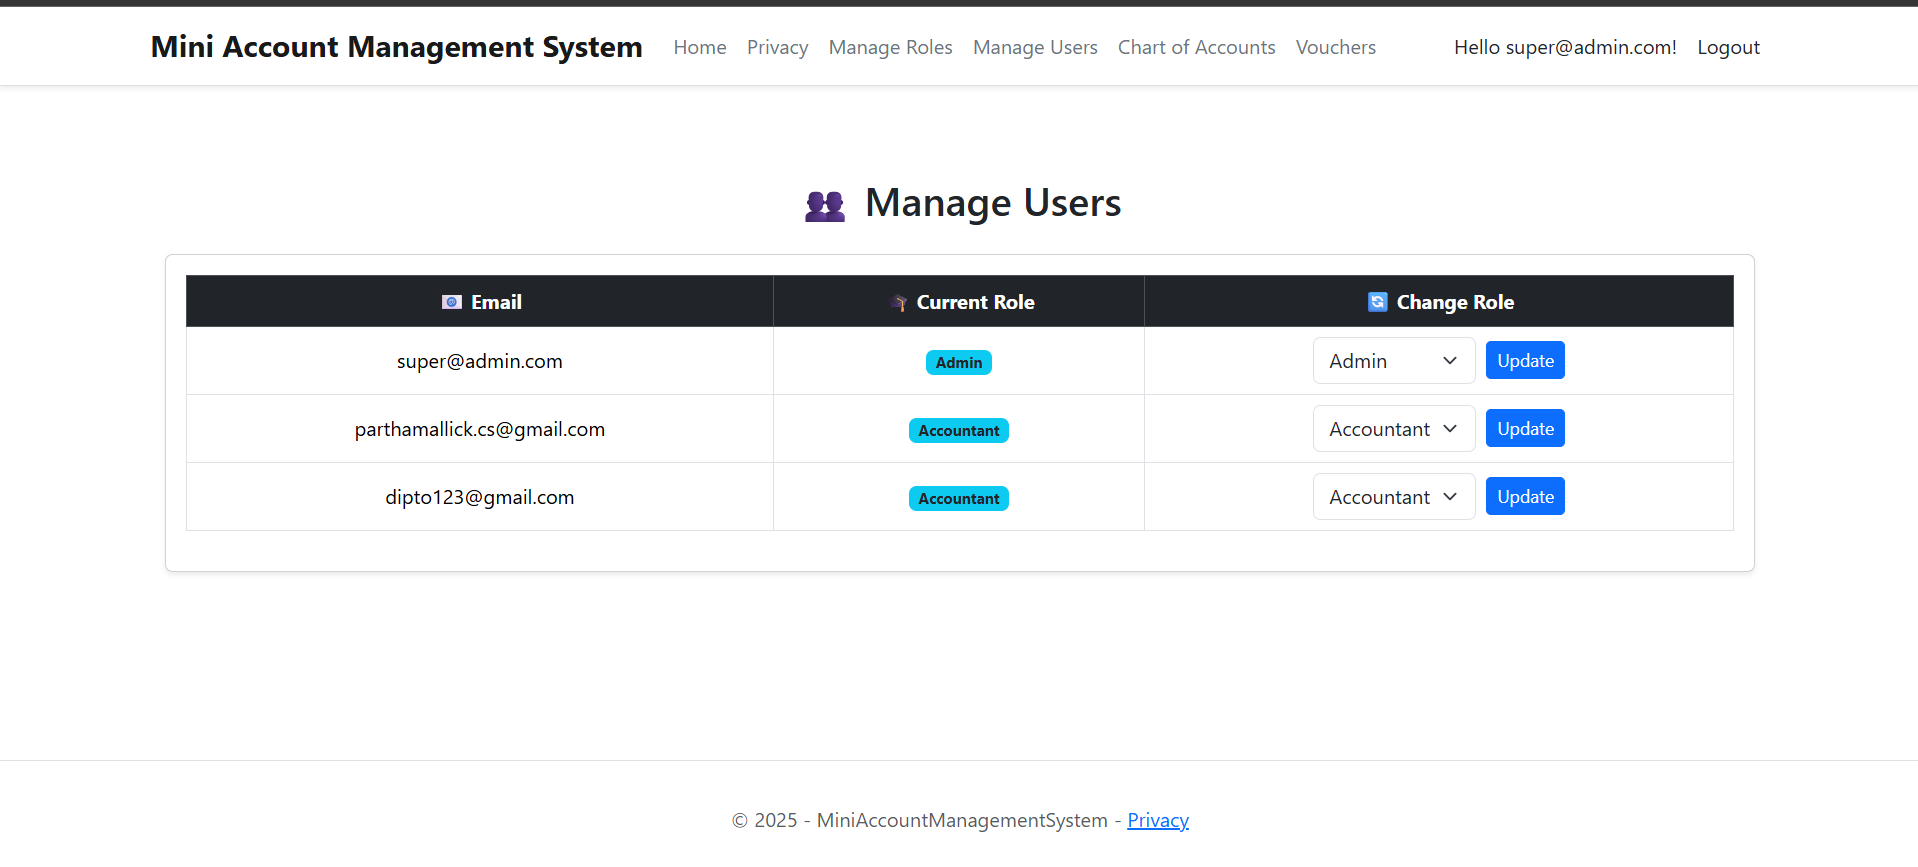 Mini Account Management System Home Privacy Manage Roles Manage Users Chart of Accounts Vouchers Hello super@admin.com! Logout
Manage Users
Email Current Role Change Role
super@admin.com Admin Admin Update
parthamallick.cs@gmail.com Accountant Accountant Update
dipto123@gmail.com Accountant Accountant Update
© 2025 - MiniAccountManagementSystem - Privacy